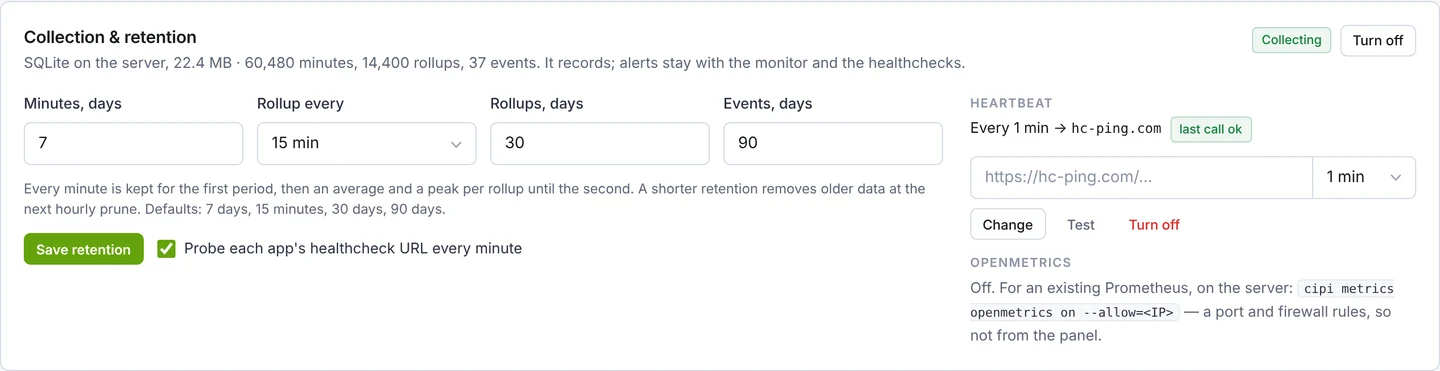 Collection & retention
Collecting
Turn off
SQLite on the server, 22.4 MB · 60,480 minutes, 14,400 rollups, 37 events. It records; alerts stay with the monitor and the healthchecks.
Minutes, days
Rollup every
Rollups, days
Events, days
7
15 min
30
90
Every minute is kept for the first period, then an average and a peak per rollup until the second. A shorter retention removes older data at the
next hourly prune. Defaults: 7 days, 15 minutes, 30 days, 90 days.
Save retention
Probe each app's healthcheck URL every minute
HEARTBEAT
Every 1 min → hc-ping.com
last call ok
https://hc-ping.com/...
1 min
Change
Test
Turn off
OPENMETRICS
Off. For an existing Prometheus, on the server: cipi metrics
openmetrics on --allow=<IP> — a port and firewall rules, so
not from the panel.